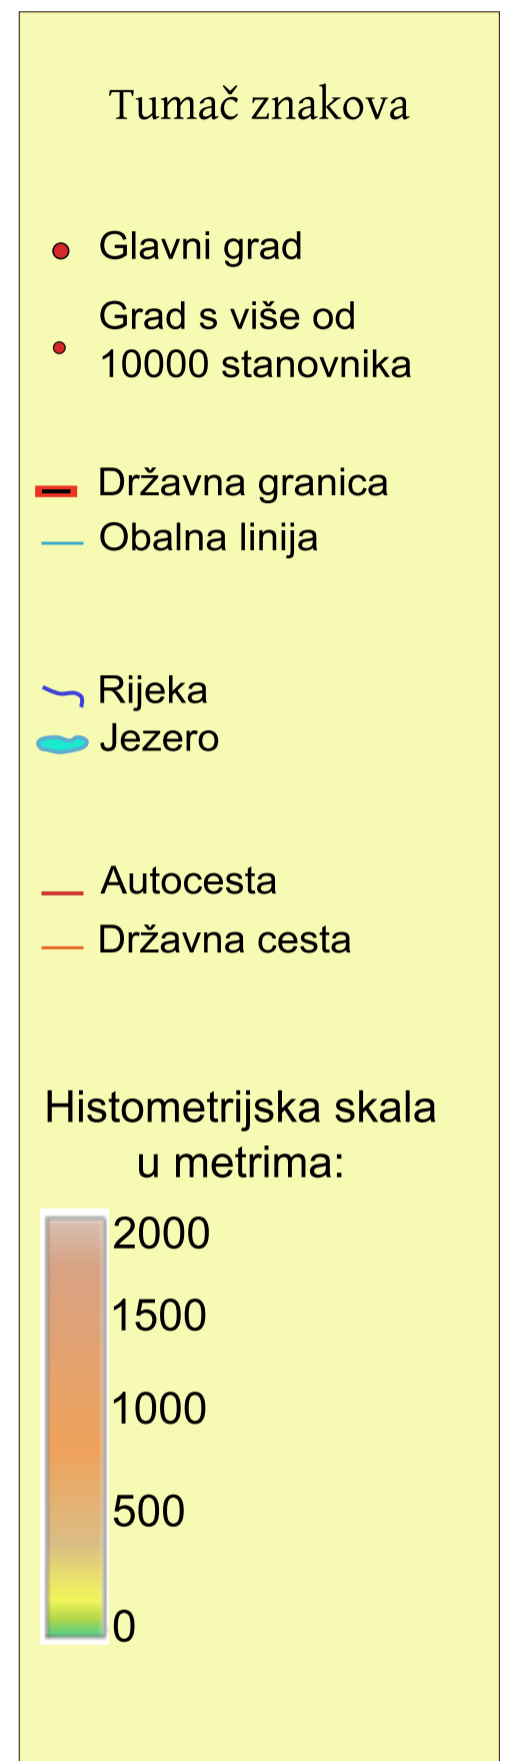 Tumač znakova
Glavni grad
Grad s više od
10000 stanovnika
Državna granica
Obalna linija
Rijeka
Jezero
Autocesta
Državna cesta
Histometrijska skala
u metrima:
2000
1500
1000
500
0